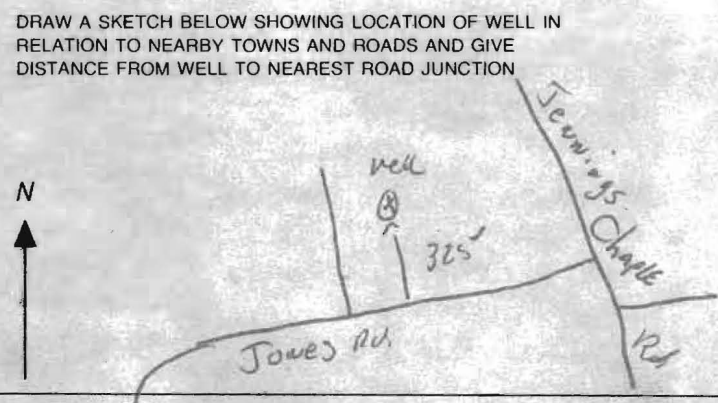 DRAW A SKETCH BELOW SHOWING LOCATION OF WELL IN
RELATION TO NEARBY TOWNS AND ROADS AND GIVE
DISTANCE FROM WELL TO NEAREST ROAD JUNCTION
N
well
325'
Jennings Chaple Rd
Jones Rd.